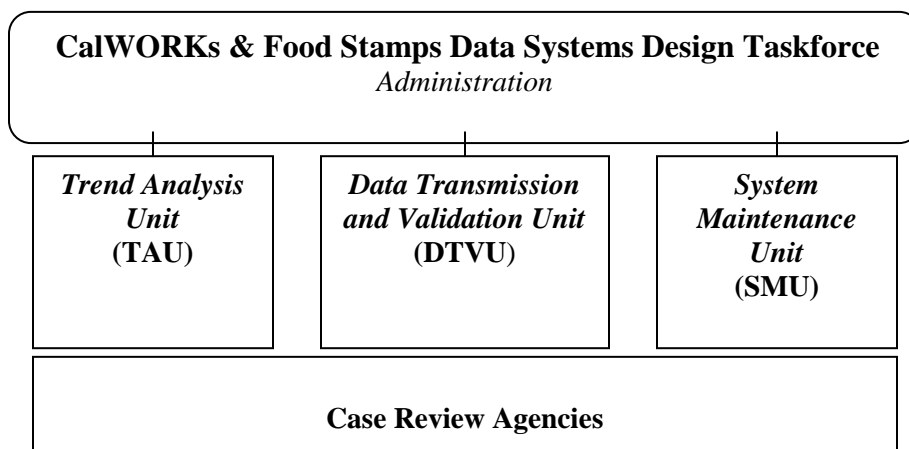 CalWORKs & Food Stamps Data Systems Design Taskforce
Administration
Trend Analysis
Unit
(TAU)
Data Transmission
and Validation Unit
(DTVU)
System
Maintenance
Unit
(SMU)
Case Review Agencies